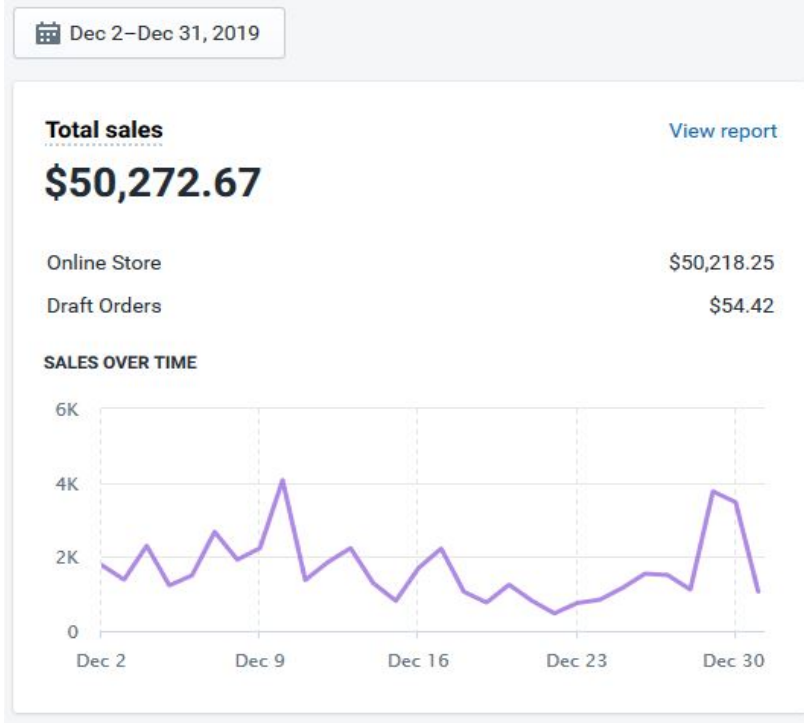 Dec 2–Dec 31, 2019
Total sales View report
$50,272.67
Online Store $50,218.25
Draft Orders $54.42
SALES OVER TIME
6K
4K
2K
0
Dec 2 Dec 9 Dec 16 Dec 23 Dec 30